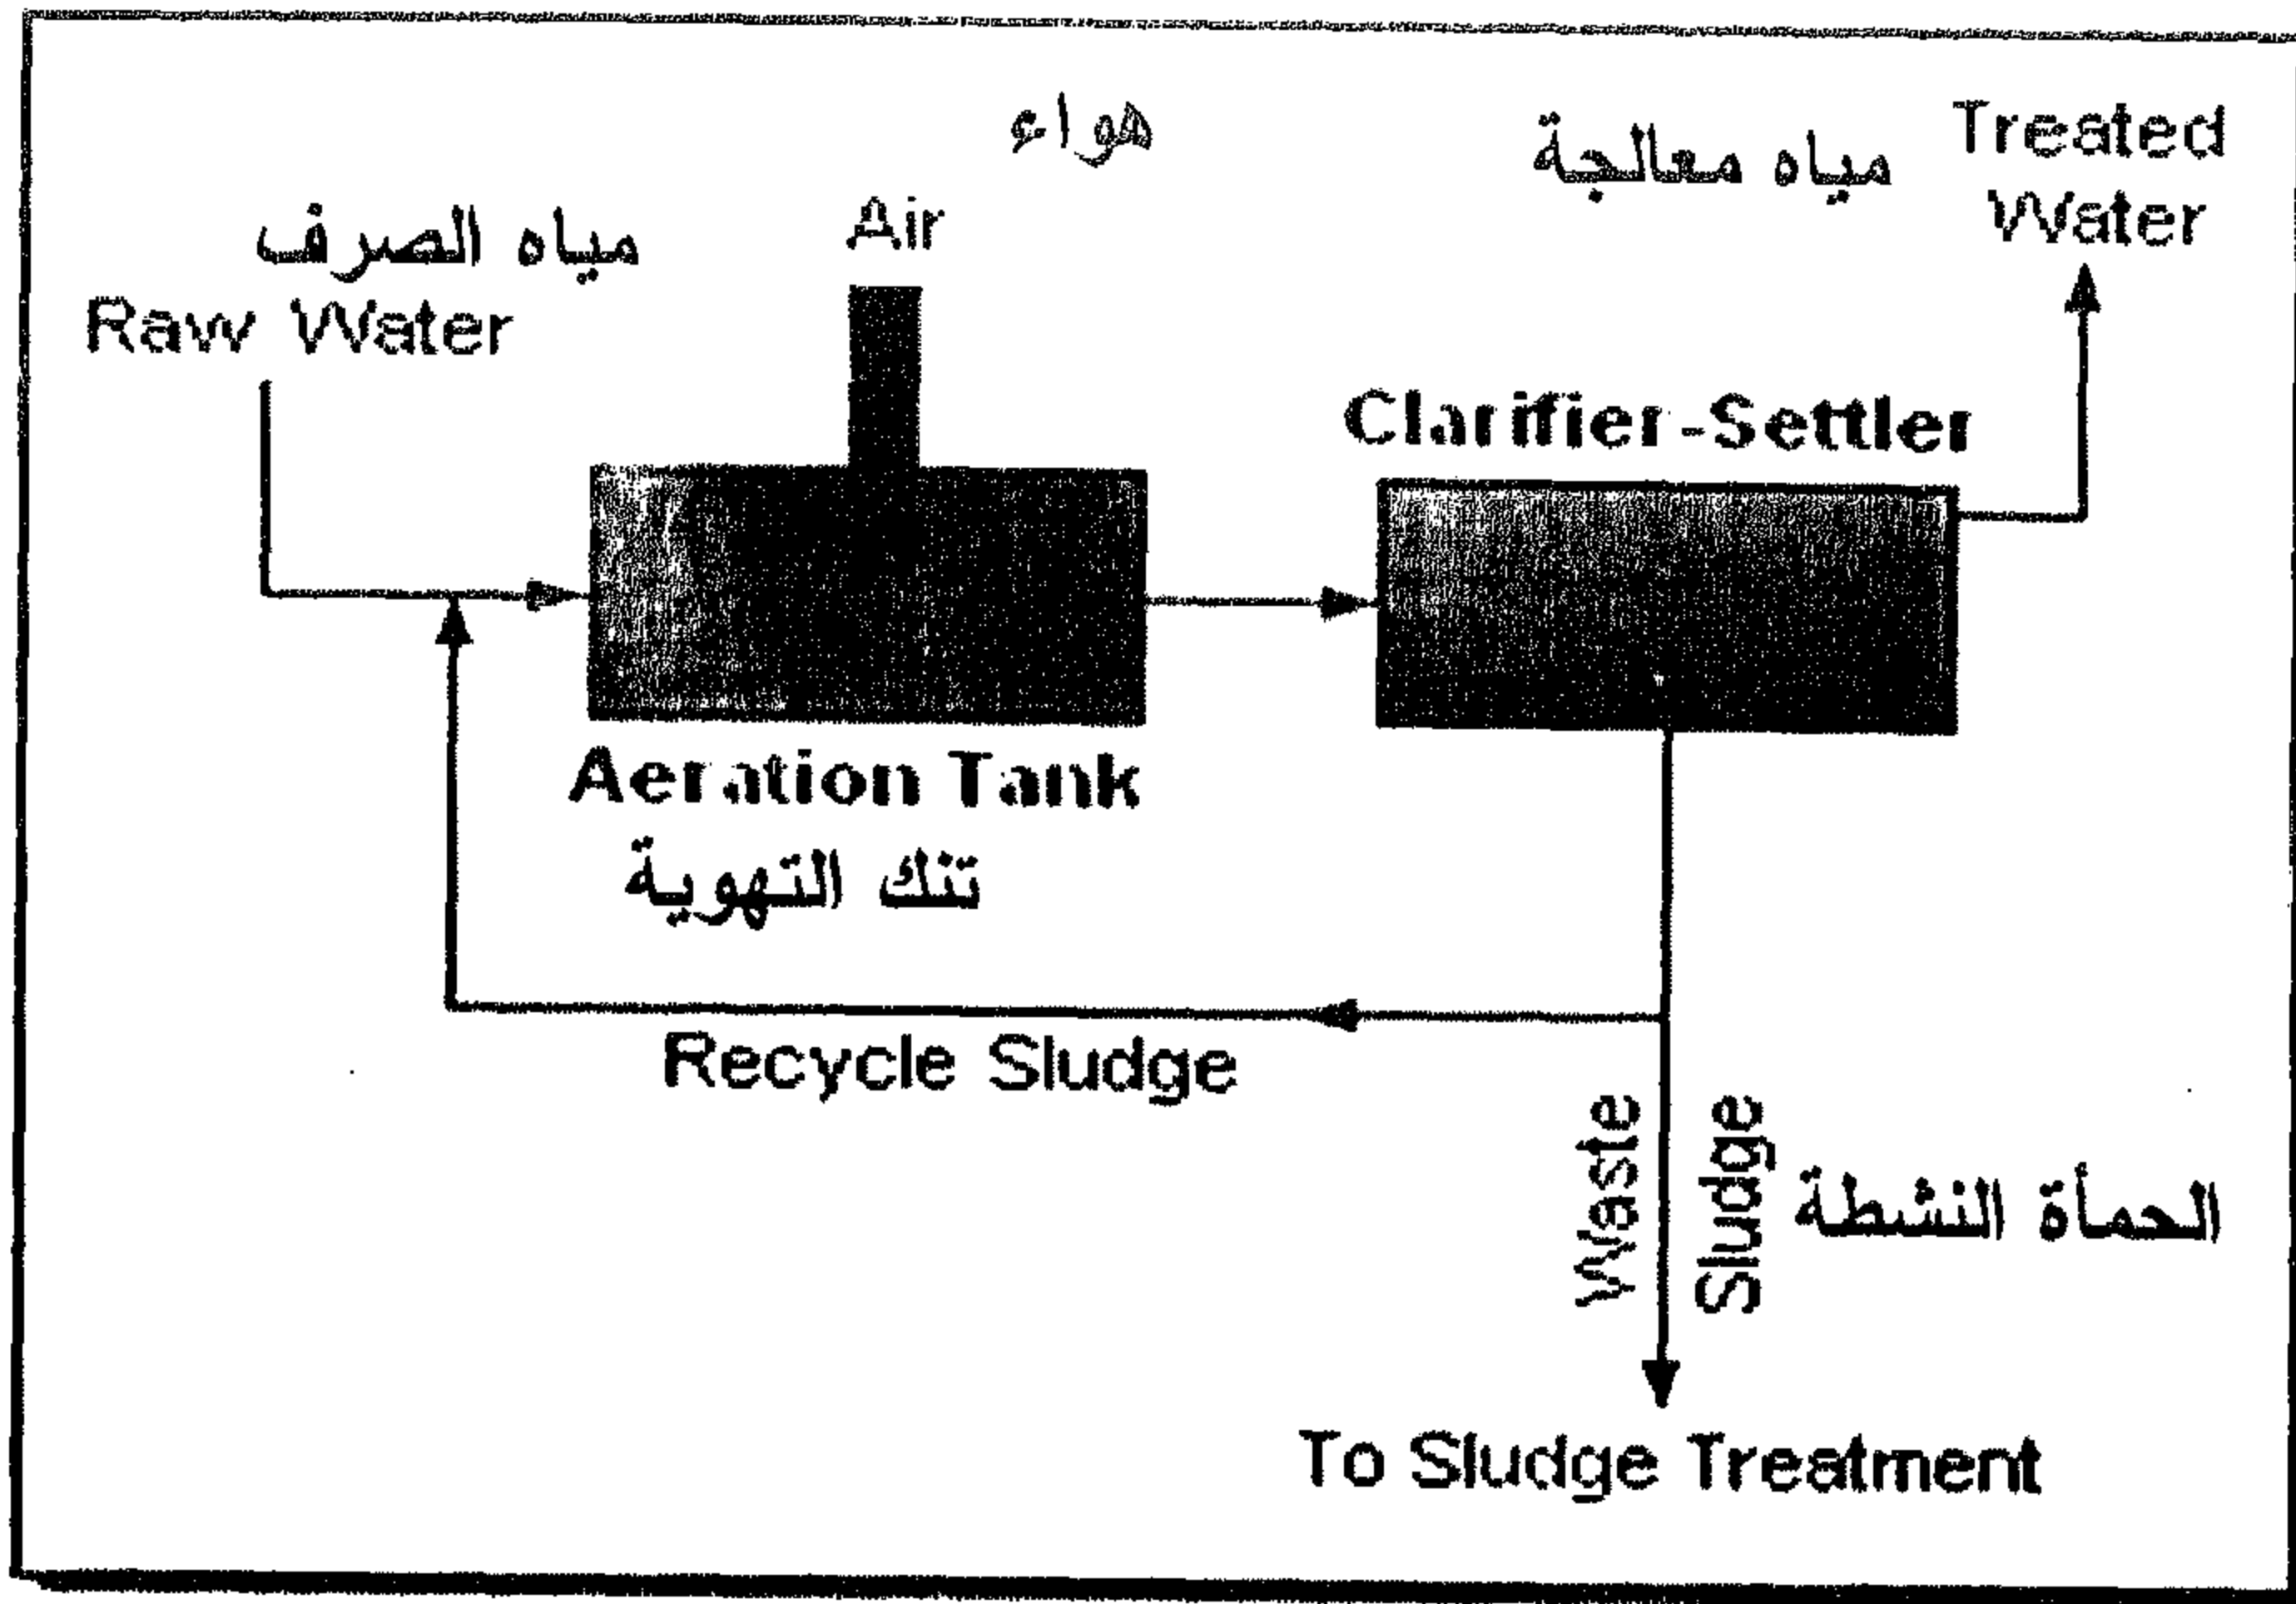 هواء
مياه معالجة
Treated
Water
Air
مياه الصرف
Raw Water
Clarifier-Settler
Aeration Tank
تنك التهوية
Recycle Sludge
Waste
Sludge
الحمأة النشطة
To Sludge Treatment